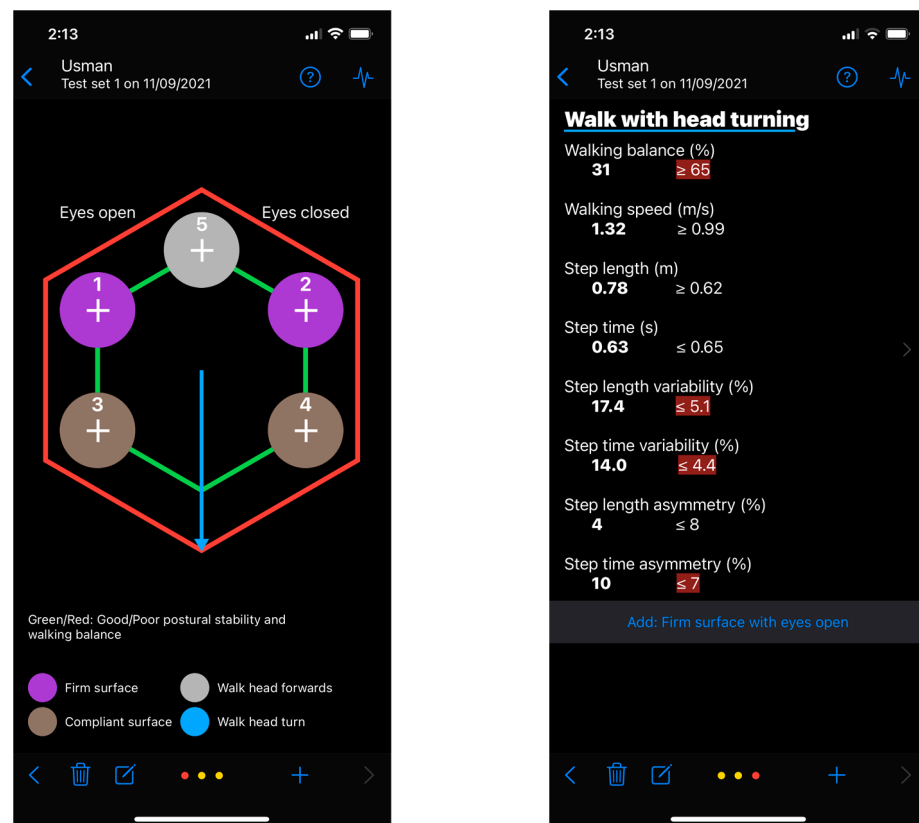 2:13
Usman
Test set 1 on 11/09/2021
?
Eyes open
Eyes closed
5
1
2
3
4
Green/Red: Good/Poor postural stability and
walking balance
Firm surface
Walk head forwards
Compliant surface
Walk head turn
2:13
Usman
Test set 1 on 11/09/2021
?
Walk with head turning
Walking balance (%)
31 ≥ 65
Walking speed (m/s)
1.32 ≥ 0.99
Step length (m)
0.78 ≥ 0.62
Step time (s)
0.63 ≤ 0.65
Step length variability (%)
17.4 ≤ 5.1
Step time variability (%)
14.0 ≤ 4.4
Step length asymmetry (%)
4 ≤ 8
Step time asymmetry (%)
10 ≤ 7
Add: Firm surface with eyes open